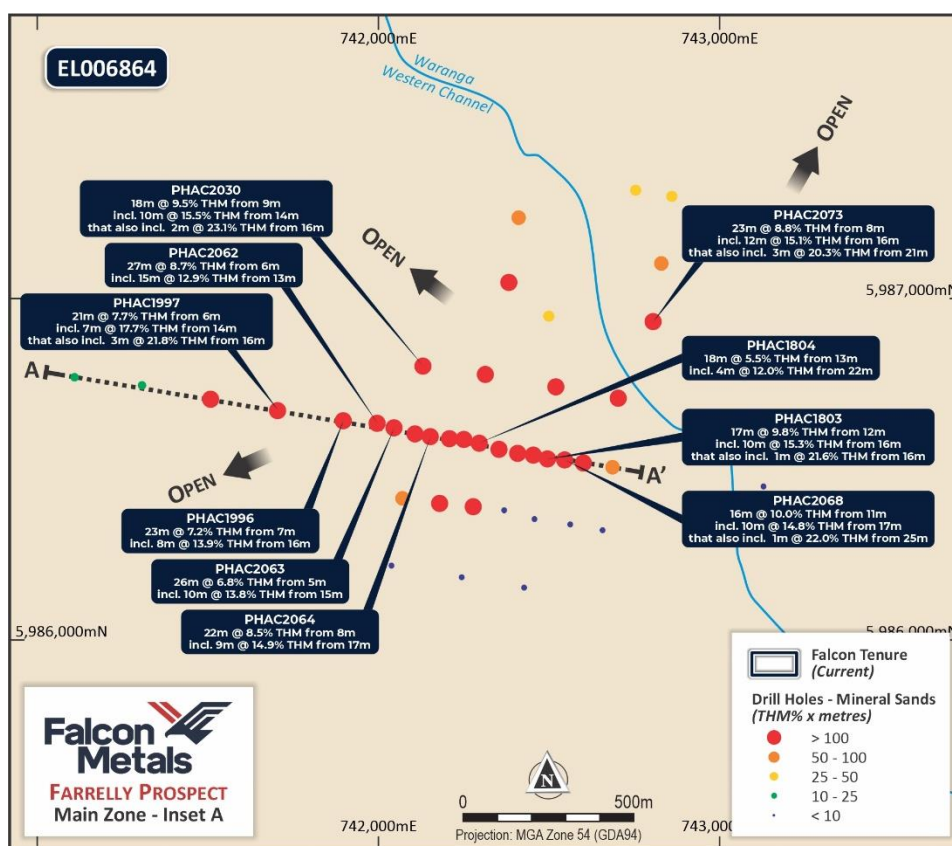 742,000mE
743,000mE
EL006864
Waranga
Western Channel
OPEN
PHAC2030
18m @ 9.5% THM from 9m
incl. 10m @ 15.5% THM from 14m
that also incl. 2m @ 23.1% THM from 16m
PHAC2073
23m @ 8.8% THM from 8m
incl. 12m @ 15.1% THM from 16m
that also incl. 3m @ 20.3% THM from 21m
OPEN
PHAC2062
27m @ 8.7% THM from 6m
incl. 15m @ 12.9% THM from 13m
5,987,000mN
PHAC1997
21m @ 7.7% THM from 6m
incl. 7m @ 17.7% THM from 14m
that also incl. 3m @ 21.8% THM from 16m
PHAC1804
18m @ 5.5% THM from 13m
incl. 4m @ 12.0% THM from 22m
A
PHAC1803
17m @ 9.8% THM from 12m
incl. 10m @ 15.3% THM from 16m
that also incl. 1m @ 21.6% THM from 16m
A'
OPEN
PHAC2068
16m @ 10.0% THM from 11m
incl. 10m @ 14.8% THM from 17m
that also incl. 1m @ 22.0% THM from 25m
PHAC1996
23m @ 7.2% THM from 7m
incl. 8m @ 13.9% THM from 16m
PHAC2063
26m @ 6.8% THM from 5m
incl. 10m @ 13.8% THM from 15m
PHAC2064
22m @ 8.5% THM from 8m
incl. 9m @ 14.9% THM from 17m
5,986,000mN
5,986,000mN
Falcon Tenure
(Current)
Drill Holes - Mineral Sands
(THM% x metres)
> 100
50 - 100
25 - 50
10 - 25
< 10
Falcon
Metals
FARRELLY PROSPECT
Main Zone - Inset A
N
0
500m
Projection: MGA Zone 54 (GDA94)
742,000mE
743,000mE